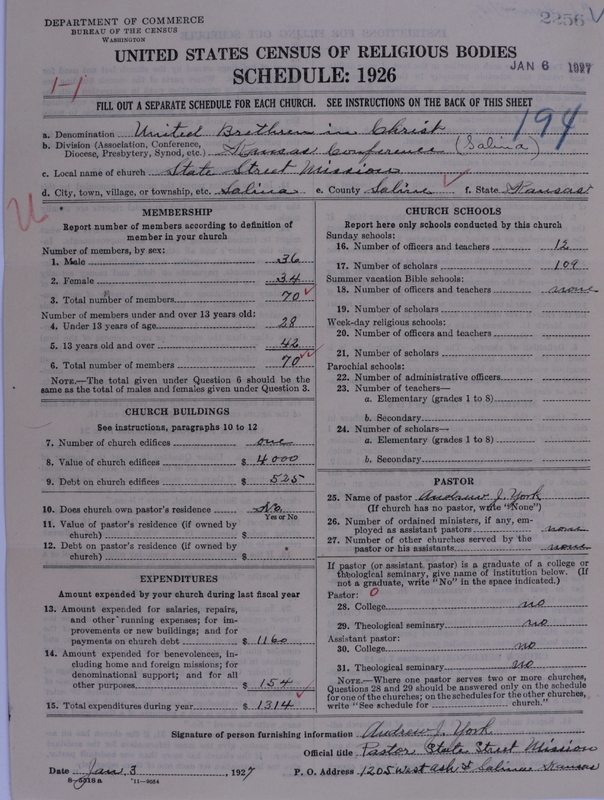 DEPARTMENT OF COMMERCE
BUREAU OF THE CENSUS
WASHINGTON
2256
UNITED STATES CENSUS OF RELIGIOUS BODIES
SCHEDULE: 1926
JAN 6 1927
1-1
FILL OUT A SEPARATE SCHEDULE FOR EACH CHURCH. SEE INSTRUCTIONS ON THE BACK OF THIS SHEET
194
a. Denomination United Brethren in Christ
b. Division (Association, Conference, Diocese, Presbytery, Synod, etc.) Kansas Conference (Salina)
c. Local name of church State Street Mission
d. City, town, village, or township, etc. Salina e. County Saline f. State Kansas
MEMBERSHIP
Report number of members according to definition of
member in your church
Number of members, by sex:
1. Male 36
2. Female 34
3. Total number of members 70
Number of members under and over 13 years old:
4. Under 13 years of age 28
5. 13 years old and over 42
6. Total number of members 70
NOTE.—The total given under Question 6 should be
same as the total of males and females given under Question 3.
CHURCH BUILDINGS
See instructions, paragraphs 10 to 12
7. Number of church edifices one
8. Value of church edifices $ 4000
9. Debt on church edifices $ 525
10. Does church own pastor's residence No
Yes or No
11. Value of pastor's residence (if owned by
church) $
12. Debt on pastor's residence (if owned by
church) $
EXPENDITURES
Amount expended by your church during last fiscal year
13. Amount expended for salaries, repairs,
and other running expenses; for im-
provements or new buildings; and for
payments on church debt $ 1160
14. Amount expended for benevolences, in-
cluding home and foreign missions; for
denominational support; and for all
other purposes $ 154
15. Total expenditures during year $ 1314
CHURCH SCHOOLS
Report here only schools conducted by this church
Sunday schools:
16. Number of officers and teachers 12
17. Number of scholars 109
Summer vacation Bible schools:
18. Number of officers and teachers none
19. Number of scholars
Week-day religious schools:
20. Number of officers and teachers
21. Number of scholars
Parochial schools:
22. Number of administrative officers
23. Number of teachers—
a. Elementary (grades 1 to 8)
b. Secondary
24. Number of scholars—
a. Elementary (grades 1 to 8)
b. Secondary
PASTOR
25. Name of pastor Andrew J. York
(If church has no pastor, write "None")
26. Number of ordained ministers, if any, em-
ployed as assistant pastors none
27. Number of other churches served by the
pastor or his assistants none
If pastor (or assistant pastor) is a graduate of a college or
theological seminary, give name of institution below. (If
not a graduate, write "No" in the space indicated.)
Pastor: 0
28. College no
29. Theological seminary no
Assistant pastor:
30. College no
31. Theological seminary no
NOTE.—Where one pastor serves two or more churches,
Questions 28 and 29 should be answered only on the schedule
for one of the churches; on the schedules for the other churches,
write "See schedule for church."
Signature of person furnishing information Andrew J. York
Official title Pastor State Street Mission
Date Jan 3, 1927 P. O. Address 1205 West Ash St Salina Kansas
8—5518a 11—9054